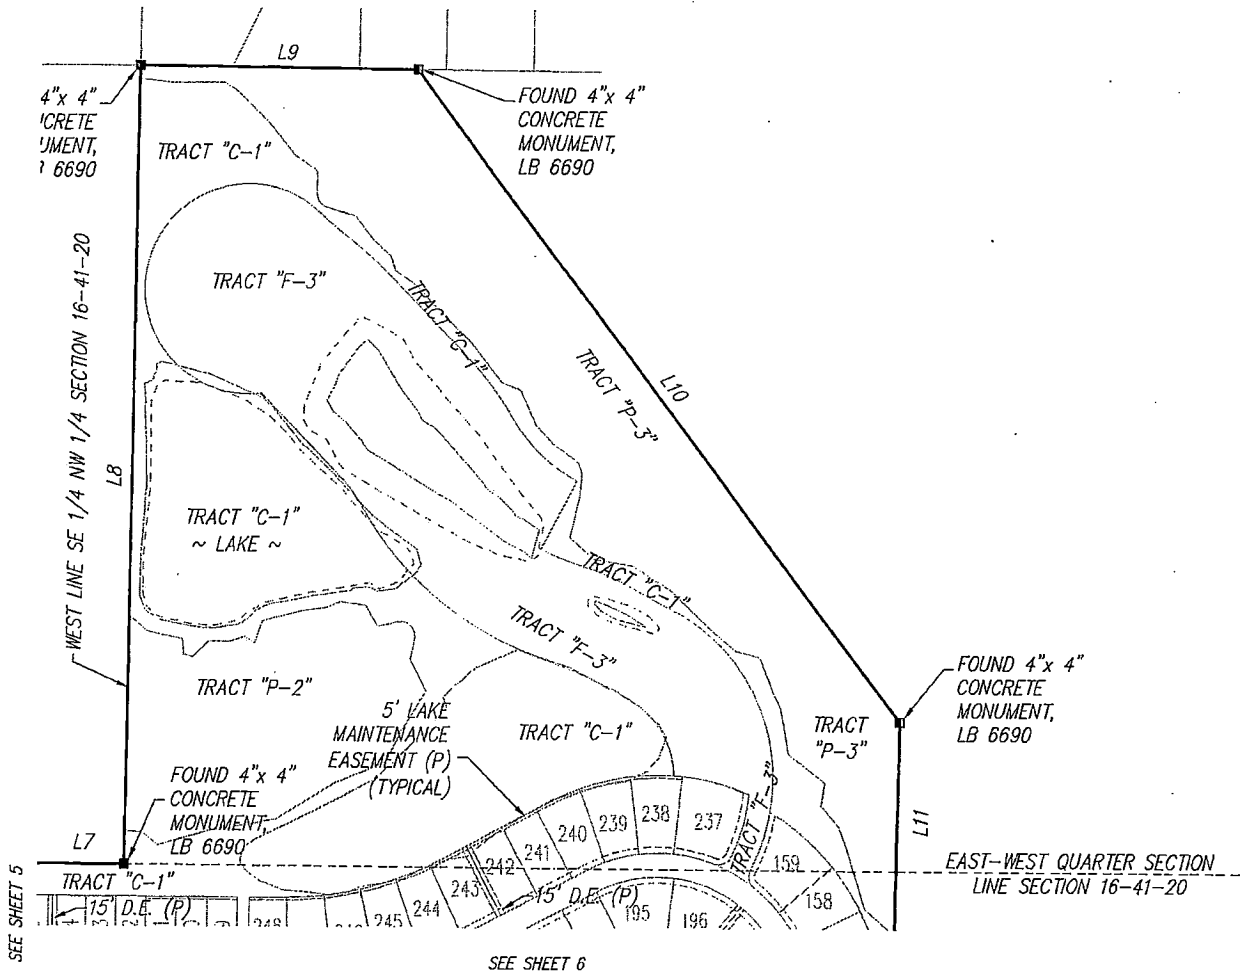 L9
4"x 4"
'CRETE
UMENT,
6690
FOUND 4"x 4"
CONCRETE
MONUMENT,
LB 6690
TRACT "C-1"
WEST LINE SE 1/4 NW 1/4 SECTION 16-41-20
TRACT "F-3"
TRACT "C-1"
TRACT "P-3"
L10
L8
TRACT "C-1"
~ LAKE ~
TRACT "C-1"
TRACT "F-3"
TRACT "P-2"
5' LAKE
MAINTENANCE
EASEMENT (P)
(TYPICAL)
TRACT "C-1"
TRACT
"P-3"
FOUND 4"x 4"
CONCRETE
MONUMENT,
LB 6690
FOUND 4"x 4"
CONCRETE
MONUMENT,
LB 6690
L7
TRACT "F-3"
L11
237
238
239
240
241
242
243
244
245
159
158
195
196
EAST-WEST QUARTER SECTION
LINE SECTION 16-41-20
TRACT "C-1"
15' D.E. (P)
15' D.E. (P)
SEE SHEET 5
SEE SHEET 6